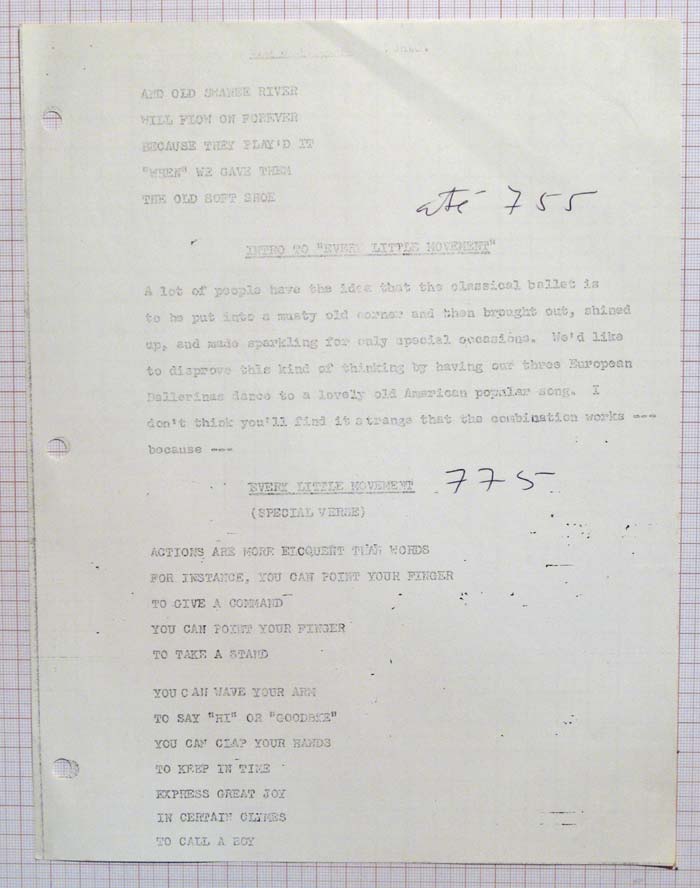 AND OLD SWANEE RIVER
WILL FLOW ON FOREVER
BECAUSE THEY PLAY'D IT
"WHEN" WE GAVE THEM
THE OLD SOFT SHOE
até 755
INTRO TO "EVERY LITTLE MOVEMENT"
A lot of people have the idea that the classical ballet is
to be put into a musty old corner and then brought out, shined
up, and made sparkling for only special occasions. We'd like
to disprove this kind of thinking by having our three European
Ballerinas dance to a lovely old American popular song. I
don't think you'll find it strange that the combination works ---
because ---
EVERY LITTLE MOVEMENT 775
(SPECIAL VERSE)
ACTIONS ARE MORE ELOQUENT THAN WORDS
FOR INSTANCE, YOU CAN POINT YOUR FINGER
TO GIVE A COMMAND
YOU CAN POINT YOUR FINGER
TO TAKE A STAND
YOU CAN WAVE YOUR ARM
TO SAY "HI" OR "GOODBYE"
YOU CAN CLAP YOUR HANDS
TO KEEP IN TIME
EXPRESS GREAT JOY
IN CERTAIN CLYMES
TO CALL A BOY